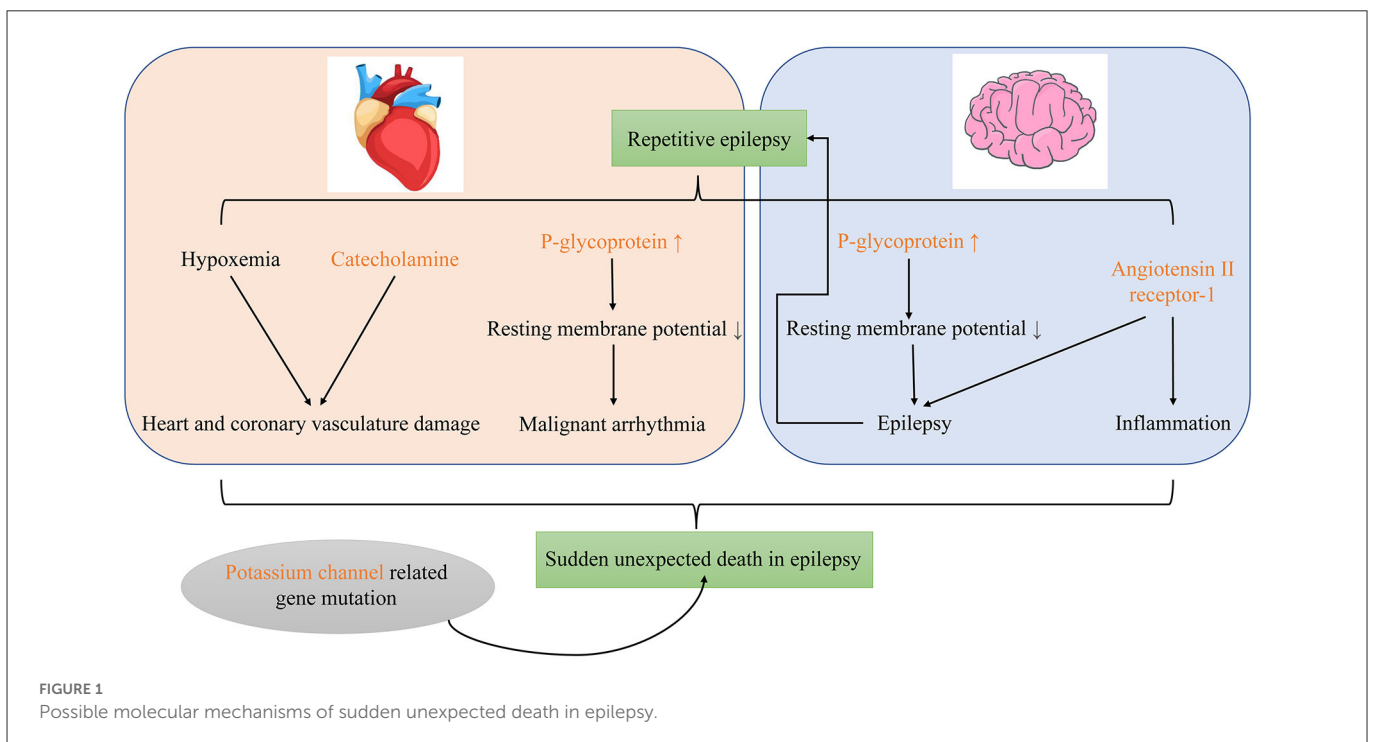 Repetitive epilepsy
Hypoxemia
Catecholamine
P-glycoprotein ↑
Resting membrane potential ↓
Heart and coronary vasculature damage
Malignant arrhythmia
P-glycoprotein ↑
Angiotensin II
receptor-1
Resting membrane potential ↓
Epilepsy
Inflammation
Sudden unexpected death in epilepsy
Potassium channel related
gene mutation
FIGURE 1
Possible molecular mechanisms of sudden unexpected death in epilepsy.